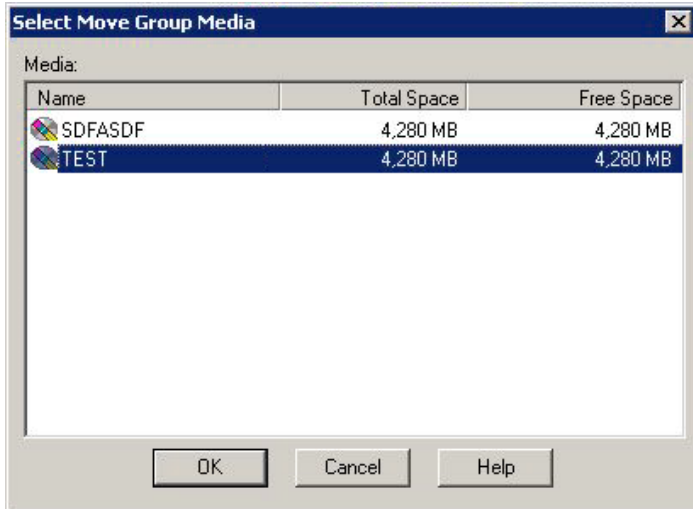 Select Move Group Media
Media:
Name Total Space Free Space
SDFASDF 4,280 MB 4,280 MB
TEST 4,280 MB 4,280 MB
OK Cancel Help